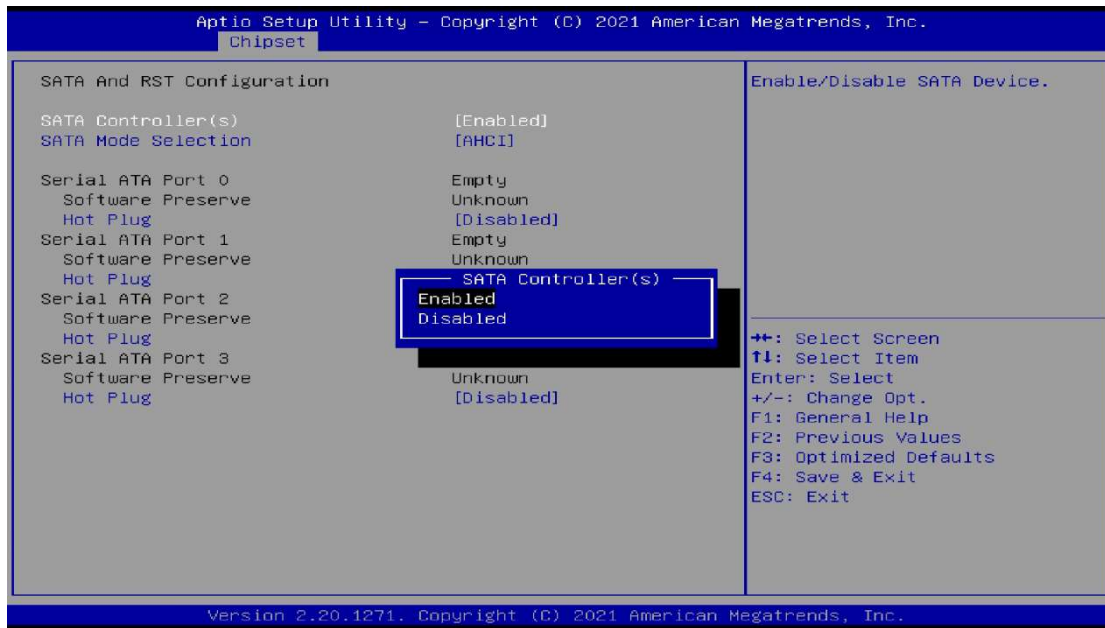 Aptio Setup Utility – Copyright (C) 2021 American Megatrends, Inc.
Chipset
SATA And RST Configuration
SATA Controller(s) [Enabled]
SATA Mode Selection [AHCI]
Serial ATA Port 0 Empty
Software Preserve Unknown
Hot Plug [Disabled]
Serial ATA Port 1 Empty
Software Preserve Unknown
Hot Plug
Serial ATA Port 2
Software Preserve
Hot Plug
Serial ATA Port 3
Software Preserve Unknown
Hot Plug [Disabled]
SATA Controller(s)
Enabled
Disabled
Enable/Disable SATA Device.
→←: Select Screen
↑↓: Select Item
Enter: Select
+/-: Change Opt.
F1: General Help
F2: Previous Values
F3: Optimized Defaults
F4: Save & Exit
ESC: Exit
Version 2.20.1271. Copyright (C) 2021 American Megatrends, Inc.